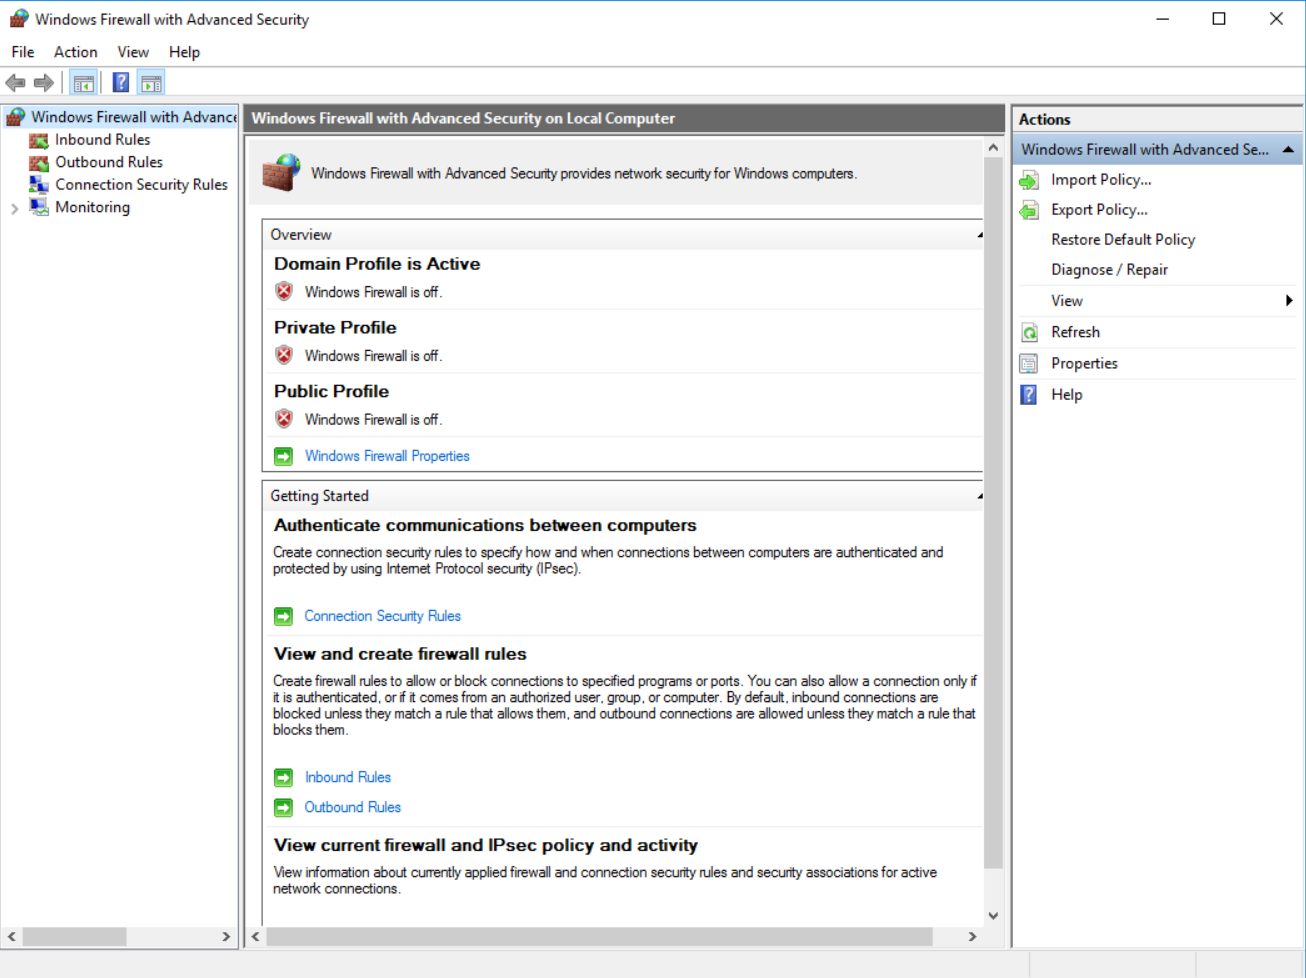 Windows Firewall with Advanced Security
File Action View Help
Windows Firewall with Advance
Inbound Rules
Outbound Rules
Connection Security Rules
Monitoring
Windows Firewall with Advanced Security on Local Computer
Windows Firewall with Advanced Security provides network security for Windows computers.
Overview
Domain Profile is Active
Windows Firewall is off.
Private Profile
Windows Firewall is off.
Public Profile
Windows Firewall is off.
Windows Firewall Properties
Getting Started
Authenticate communications between computers
Create connection security rules to specify how and when connections between computers are authenticated and
protected by using Internet Protocol security (IPsec).
Connection Security Rules
View and create firewall rules
Create firewall rules to allow or block connections to specified programs or ports. You can also allow a connection only if
it is authenticated, or if it comes from an authorized user, group, or computer. By default, inbound connections are
blocked unless they match a rule that allows them, and outbound connections are allowed unless they match a rule that
blocks them.
Inbound Rules
Outbound Rules
View current firewall and IPsec policy and activity
View information about currently applied firewall and connection security rules and security associations for active
network connections.
Actions
Windows Firewall with Advanced Se...
Import Policy...
Export Policy...
Restore Default Policy
Diagnose / Repair
View
Refresh
Properties
Help